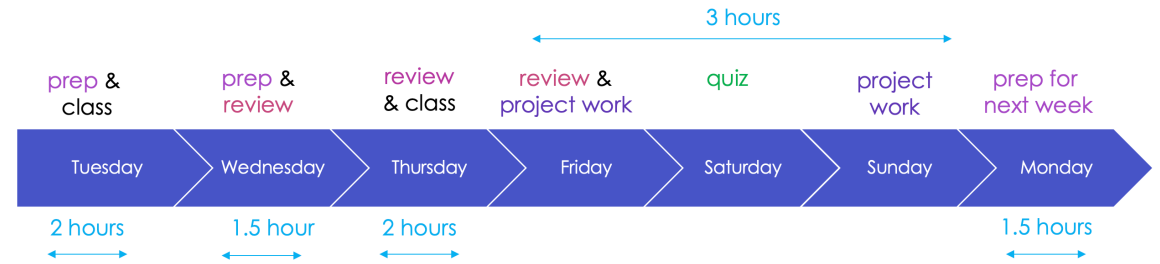 3 hours
prep &
class
prep &
review
review
& class
review &
project work
quiz
project
work
prep for
next week
Tuesday
Wednesday
Thursday
Friday
Saturday
Sunday
Monday
2 hours
1.5 hour
2 hours
1.5 hours